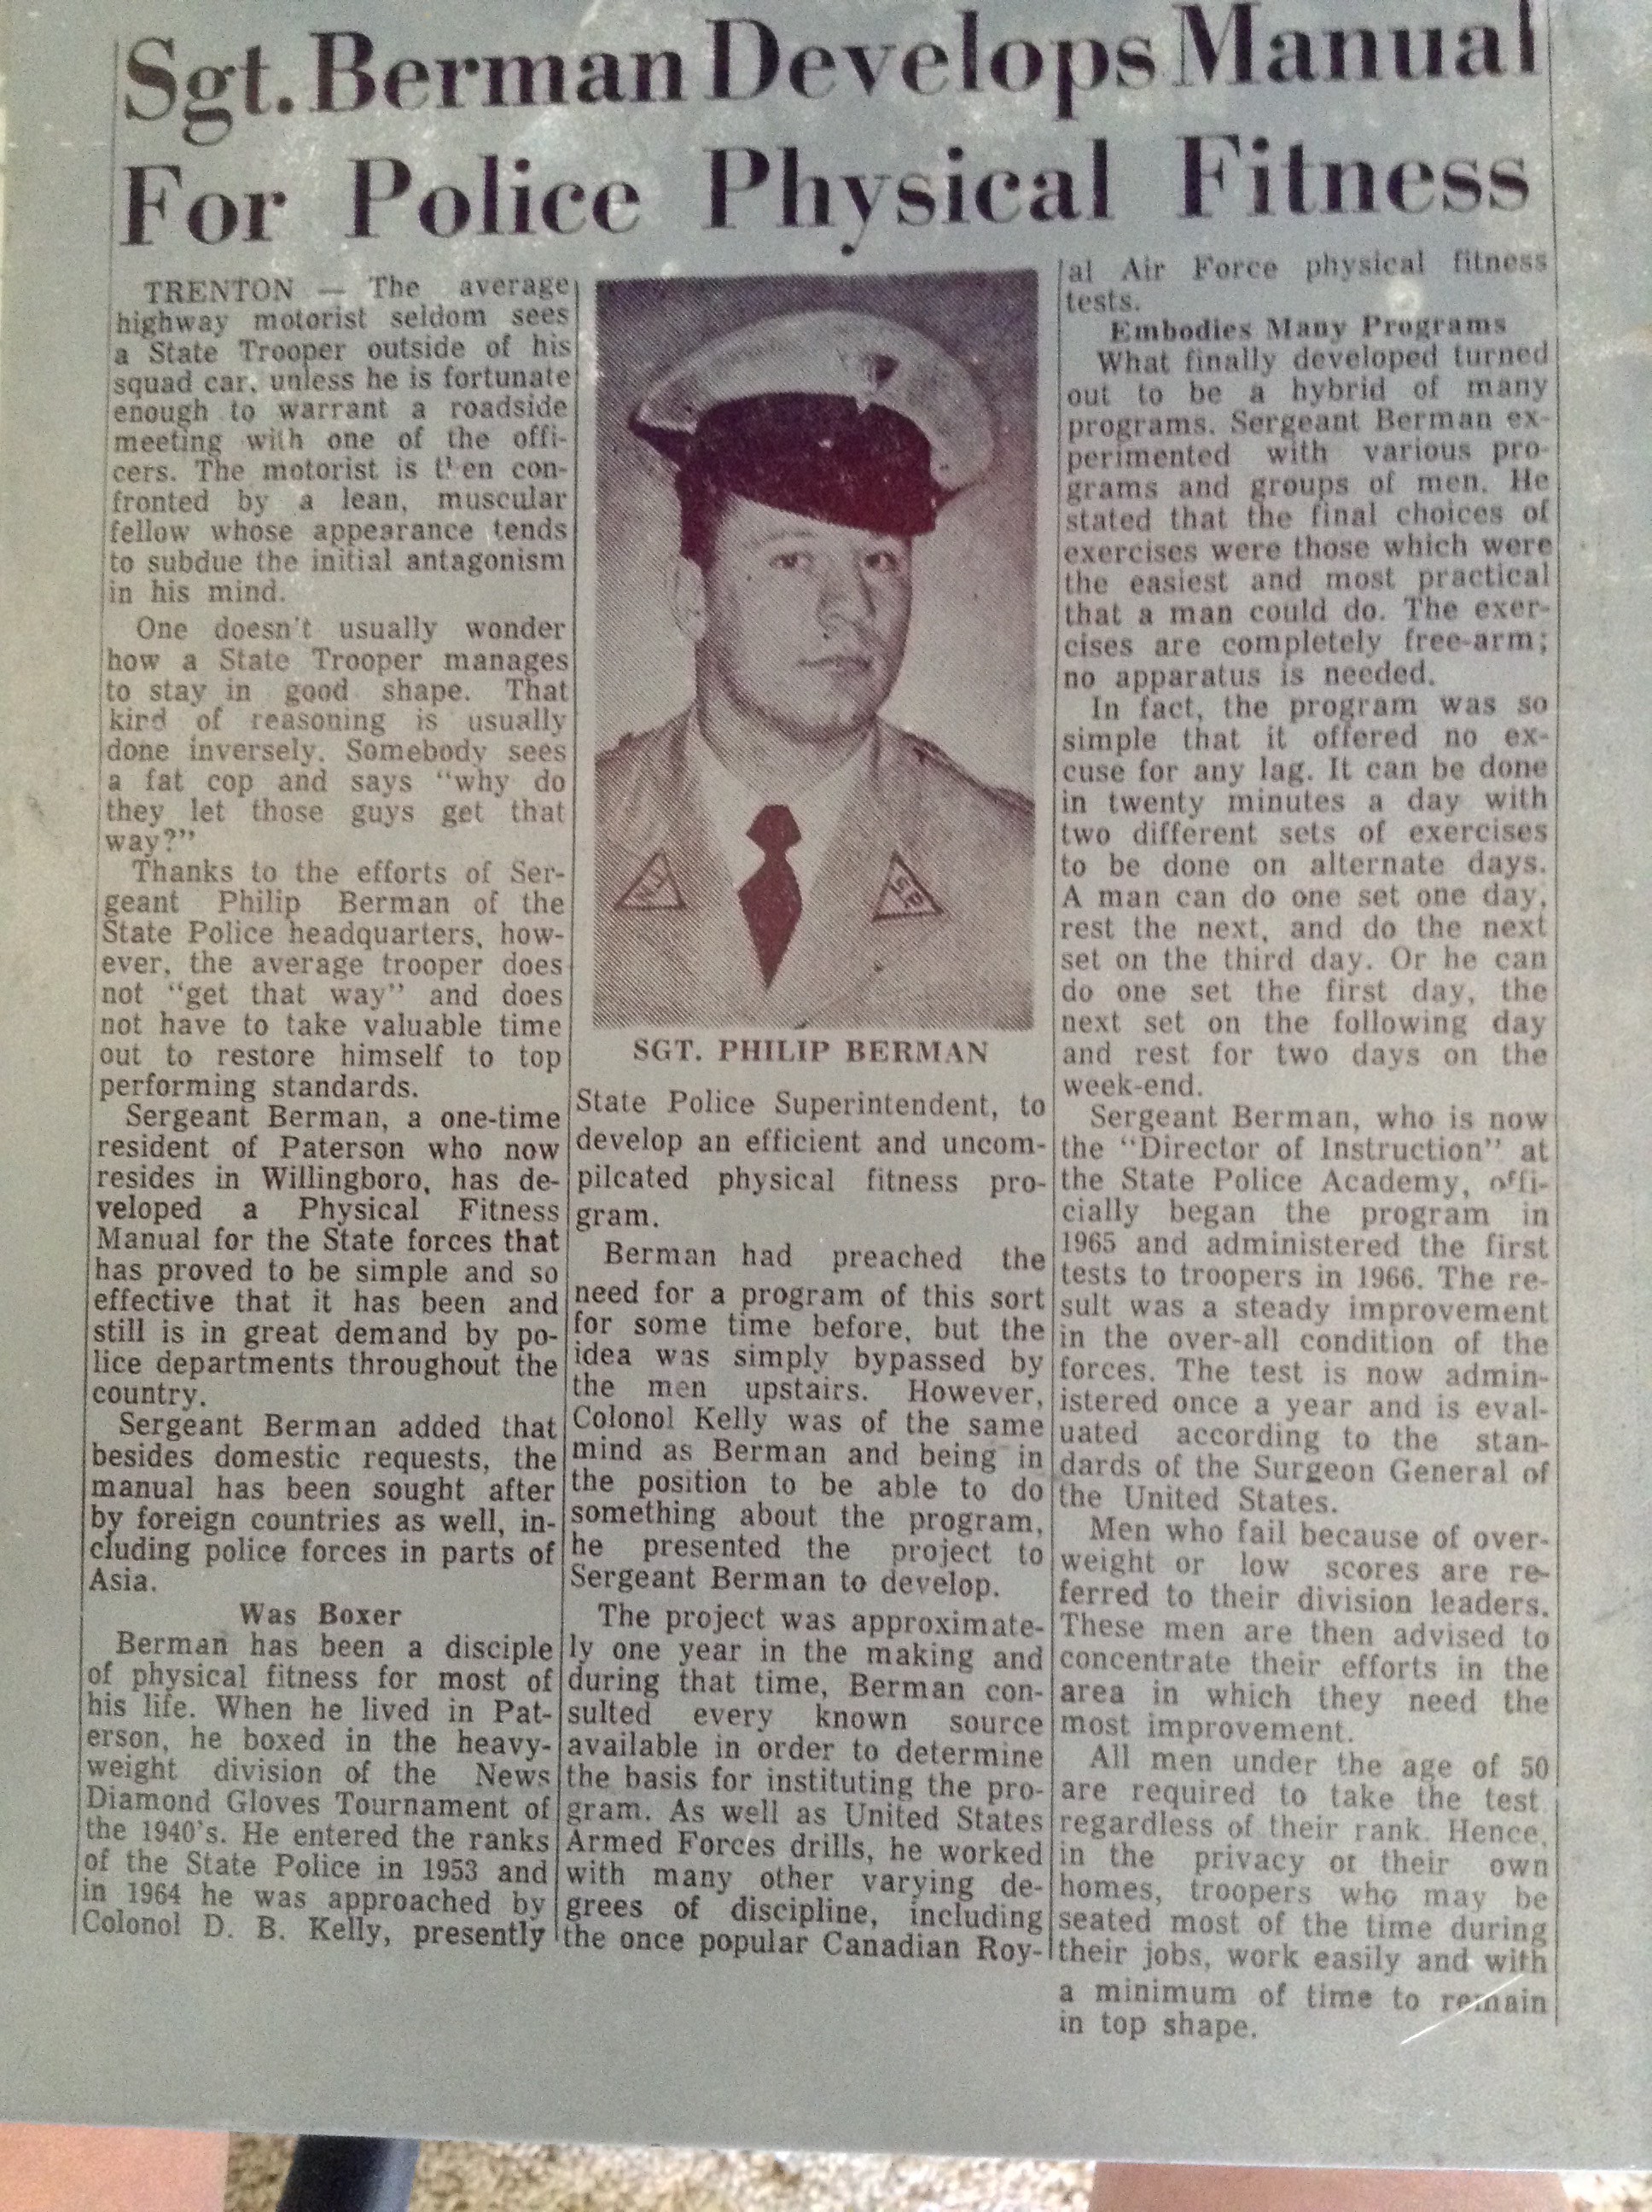 Sgt. Berman Develops Manual
For Police Physical Fitness
TRENTON — The average
highway motorist seldom sees
a State Trooper outside of his
squad car, unless he is fortunate
enough to warrant a roadside
meeting with one of the offi-
cers. The motorist is then con-
fronted by a lean, muscular
fellow whose appearance tends
to subdue the initial antagonism
in his mind.
One doesn't usually wonder
how a State Trooper manages
to stay in good shape. That
kind of reasoning is usually
done inversely. Somebody sees
a fat cop and says "why do
they let those guys get that
way?"
Thanks to the efforts of Ser-
geant Philip Berman of the
State Police headquarters, how-
ever, the average trooper does
not "get that way" and does
not have to take valuable time
out to restore himself to top
performing standards.
Sergeant Berman, a one-time
resident of Paterson who now
resides in Willingboro, has de-
veloped a Physical Fitness
Manual for the State forces that
has proved to be simple and so
effective that it has been and
still is in great demand by po-
lice departments throughout the
country.
Sergeant Berman added that
besides domestic requests, the
manual has been sought after
by foreign countries as well, in-
cluding police forces in parts of
Asia.
Was Boxer
Berman has been a disciple
of physical fitness for most of
his life. When he lived in Pat-
erson, he boxed in the heavy-
weight division of the News
Diamond Gloves Tournament of
the 1940's. He entered the ranks
of the State Police in 1953 and
in 1964 he was approached by
Colonol D. B. Kelly, presently
SP
SGT. PHILIP BERMAN
State Police Superintendent, to
develop an efficient and uncom-
pilcated physical fitness pro-
gram.
Berman had preached the
need for a program of this sort
for some time before, but the
idea was simply bypassed by
the men upstairs. However,
Colonol Kelly was of the same
mind as Berman and being in
the position to be able to do
something about the program,
he presented the project to
Sergeant Berman to develop.
The project was approximate-
ly one year in the making and
during that time, Berman con-
sulted every known source
available in order to determine
the basis for instituting the pro-
gram. As well as United States
Armed Forces drills, he worked
with many other varying de-
grees of discipline, including
the once popular Canadian Roy-
al Air Force physical fitness
tests.
Embodies Many Programs
What finally developed turned
out to be a hybrid of many
programs. Sergeant Berman ex-
perimented with various pro-
grams and groups of men. He
stated that the final choices of
exercises were those which were
the easiest and most practical
that a man could do. The exer-
cises are completely free-arm;
no apparatus is needed.
In fact, the program was so
simple that it offered no ex-
cuse for any lag. It can be done
in twenty minutes a day with
two different sets of exercises
to be done on alternate days.
A man can do one set one day,
rest the next, and do the next
set on the third day. Or he can
do one set the first day, the
next set on the following day
and rest for two days on the
week-end.
Sergeant Berman, who is now
the "Director of Instruction" at
the State Police Academy, offi-
cially began the program in
1965 and administered the first
tests to troopers in 1966. The re-
sult was a steady improvement
in the over-all condition of the
forces. The test is now admin-
istered once a year and is eval-
uated according to the stan-
dards of the Surgeon General of
the United States.
Men who fail because of over-
weight or low scores are re-
ferred to their division leaders.
These men are then advised to
concentrate their efforts in the
area in which they need the
most improvement.
All men under the age of 50
are required to take the test
regardless of their rank. Hence,
in the privacy or their own
homes, troopers who may be
seated most of the time during
their jobs, work easily and with
a minimum of time to remain
in top shape.